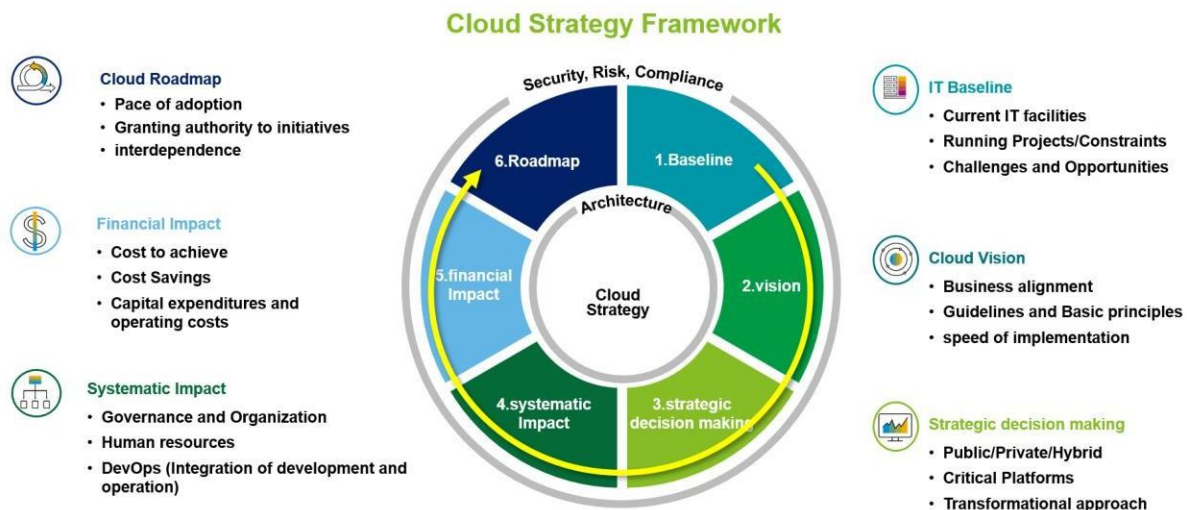 Cloud Strategy Framework
Cloud Roadmap
• Pace of adoption
• Granting authority to initiatives
• interdependence
Financial Impact
• Cost to achieve
• Cost Savings
• Capital expenditures and
operating costs
Systematic Impact
• Governance and Organization
• Human resources
• DevOps (Integration of development and
operation)
Security, Risk, Compliance
6.Roadmap
1.Baseline
Architecture
5.financial
Impact
Cloud
Strategy
2.vision
4.systematic
Impact
3.strategic
decision making
IT Baseline
• Current IT facilities
• Running Projects/Constraints
• Challenges and Opportunities
Cloud Vision
• Business alignment
• Guidelines and Basic principles
• speed of implementation
Strategic decision making
• Public/Private/Hybrid
• Critical Platforms
• Transformational approach